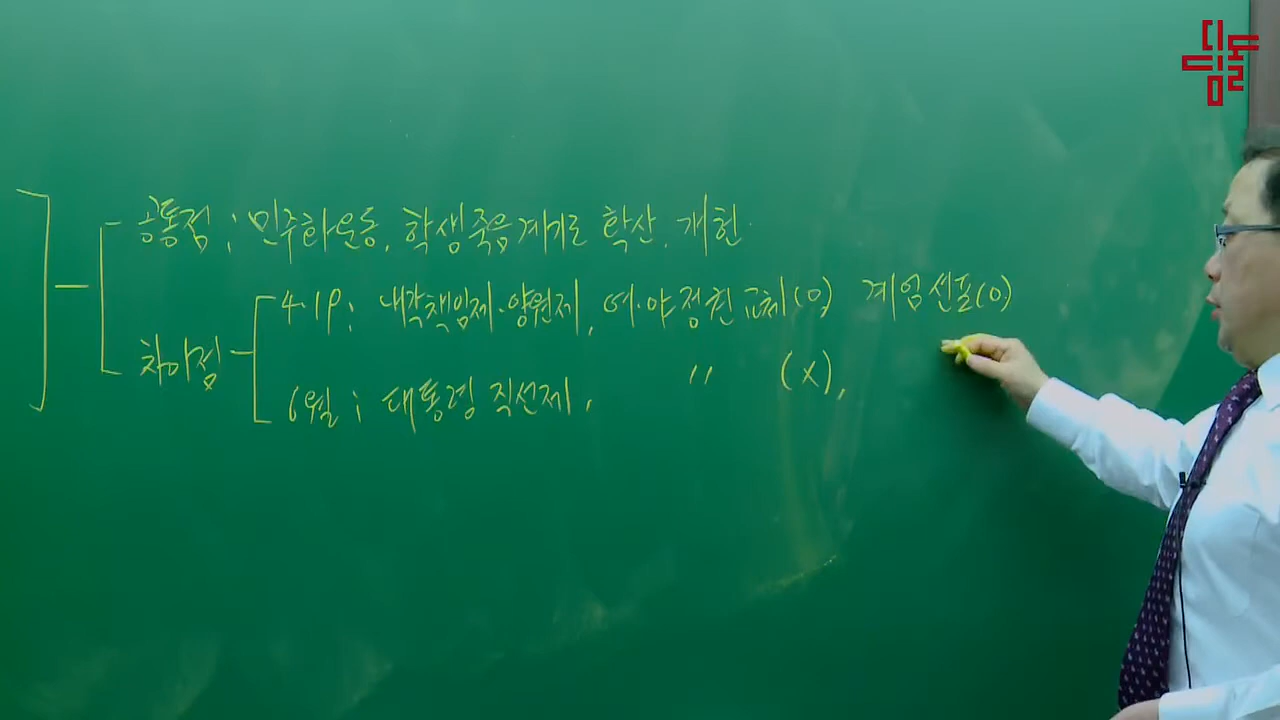 공통점 ; 민주화운동, 학생죽음계기로 확산, 개헌
차이점
4.19 ; 내각책임제·양원제, 여·야정권교체(O) 계엄선포(O)
6월 ; 대통령 직선제, 〃 (X),